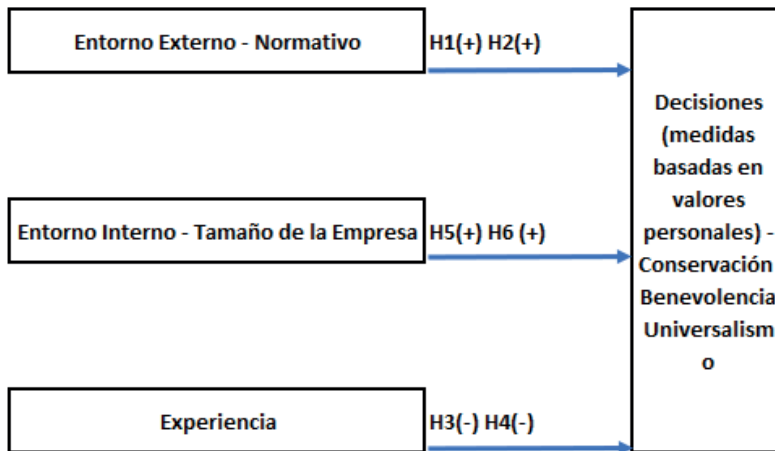 Entorno Externo - Normativo
H1(+) H2(+)
Entorno Interno - Tamaño de la Empresa
H5(+) H6 (+)
Experiencia
H3(-) H4(-)
Decisiones
(medidas
basadas en
valores
personales) -
Conservación
Benevolencia
Universalism
o